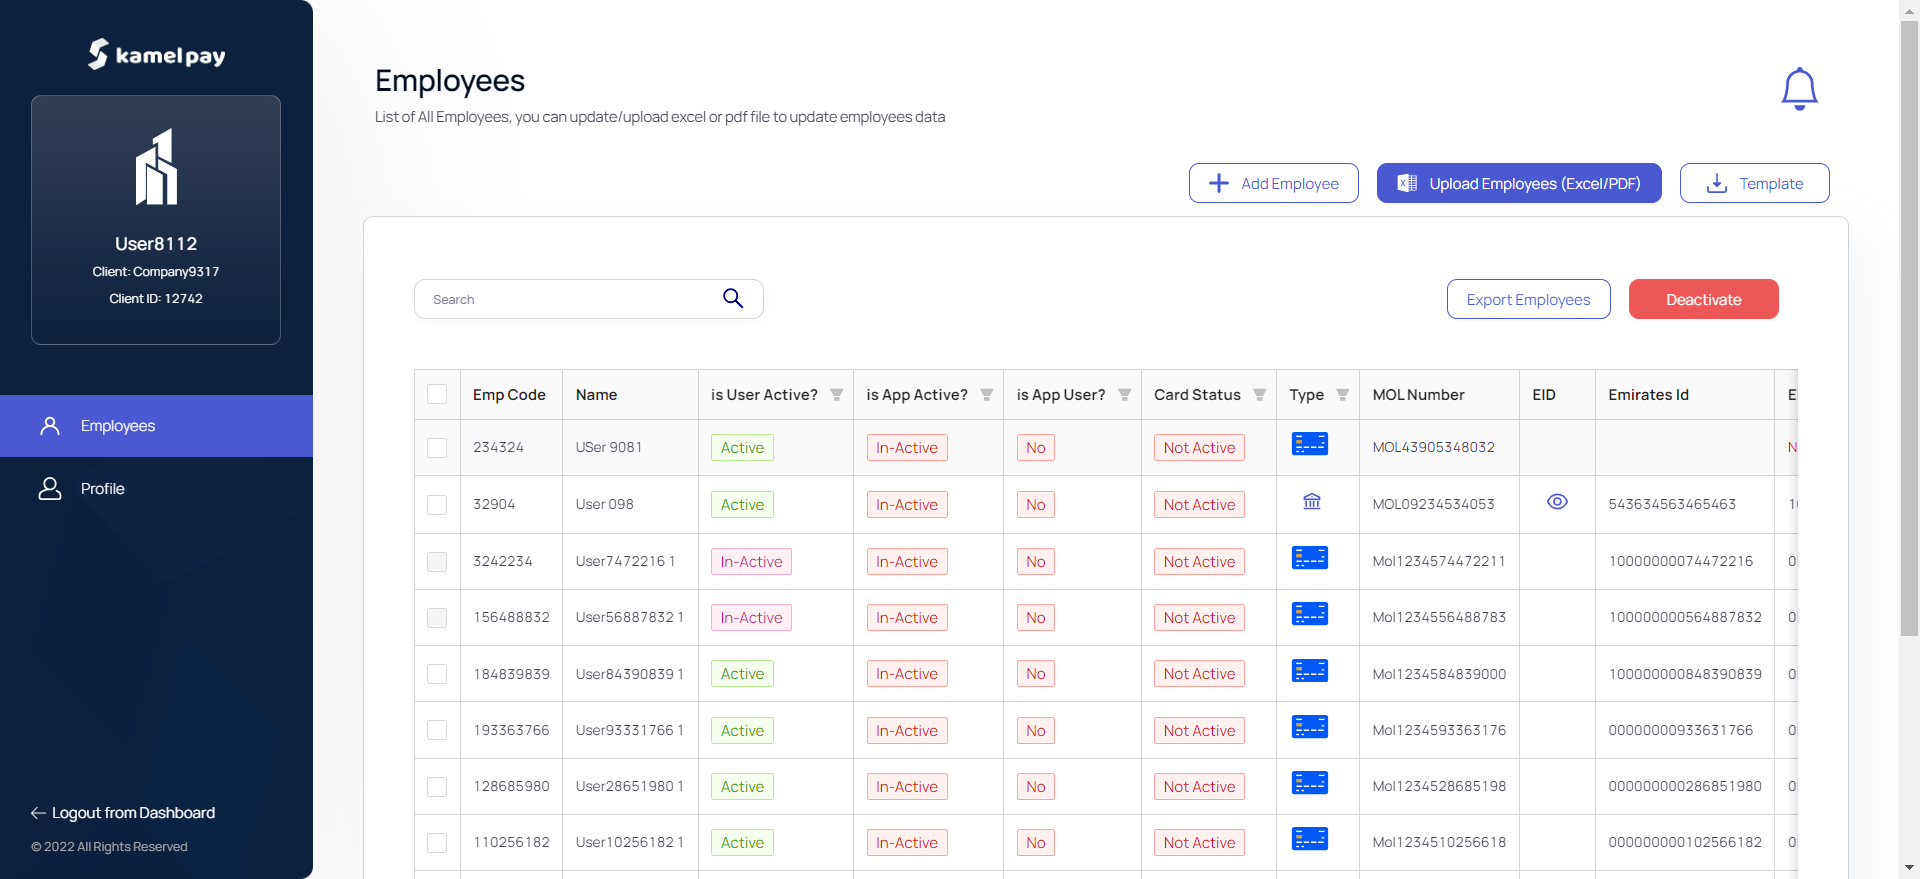 kamelpay
User8112
Client: Company9317
Client ID: 12742
Employees
Profile
Logout from Dashboard
© 2022 All Rights Reserved
Employees
List of All Employees, you can update/upload excel or pdf file to update employees data
Add Employee Upload Employees (Excel/PDF) Template
Search Export Employees Deactivate
Emp Code Name is User Active? is App Active? is App User? Card Status Type MOL Number EID Emirates Id
234324 USer 9081 Active In-Active No Not Active MOL43905348032
32904 User 098 Active In-Active No Not Active MOL09234534053 543634563465463
3242234 User7472216 1 In-Active In-Active No Not Active Mol1234574472211 10000000074472216
156488832 User56887832 1 In-Active In-Active No Not Active Mol1234556488783 100000000564887832
184839839 User84390839 1 Active In-Active No Not Active Mol1234584839000 100000000848390839
193363766 User93331766 1 Active In-Active No Not Active Mol1234593363176 00000000933631766
128685980 User28651980 1 Active In-Active No Not Active Mol1234528685198 000000000286851980
110256182 User10256182 1 Active In-Active No Not Active Mol1234510256618 000000000102566182